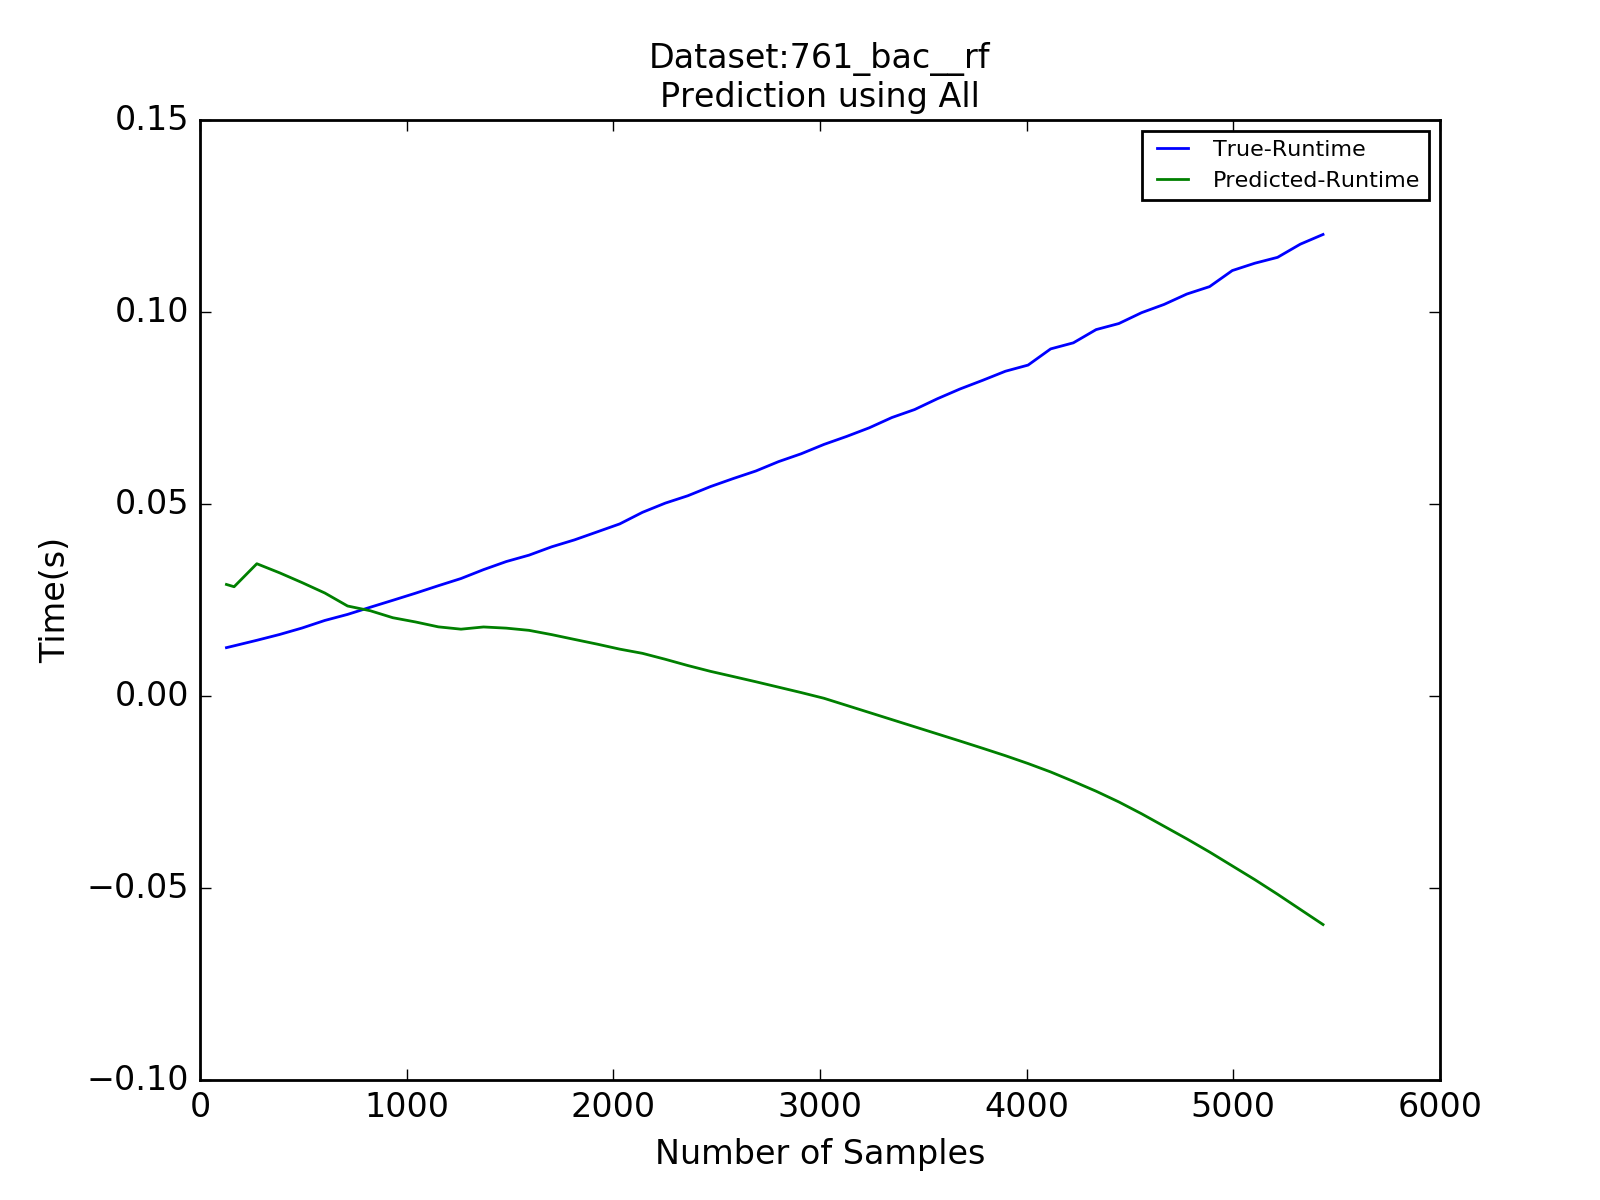 Dataset:761_bac__rf
Prediction using All
True-Runtime
Predicted-Runtime
0.15
0.10
0.05
0.00
−0.05
−0.10
Time(s)
0 1000 2000 3000 4000 5000 6000
Number of Samples